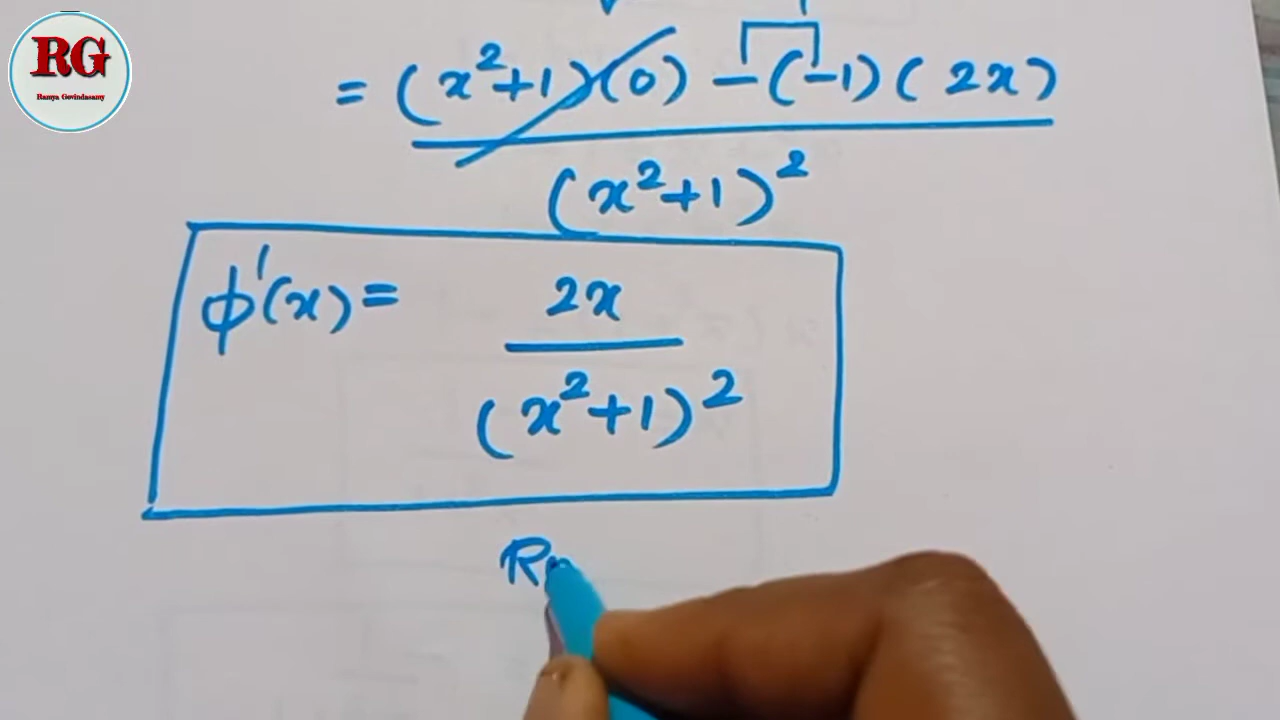 RG
Ramya Govindasamy
= (x²+1)(0) - (-1)(2x)
(x²+1)²
ϕ'(x) = 2x
(x²+1)²